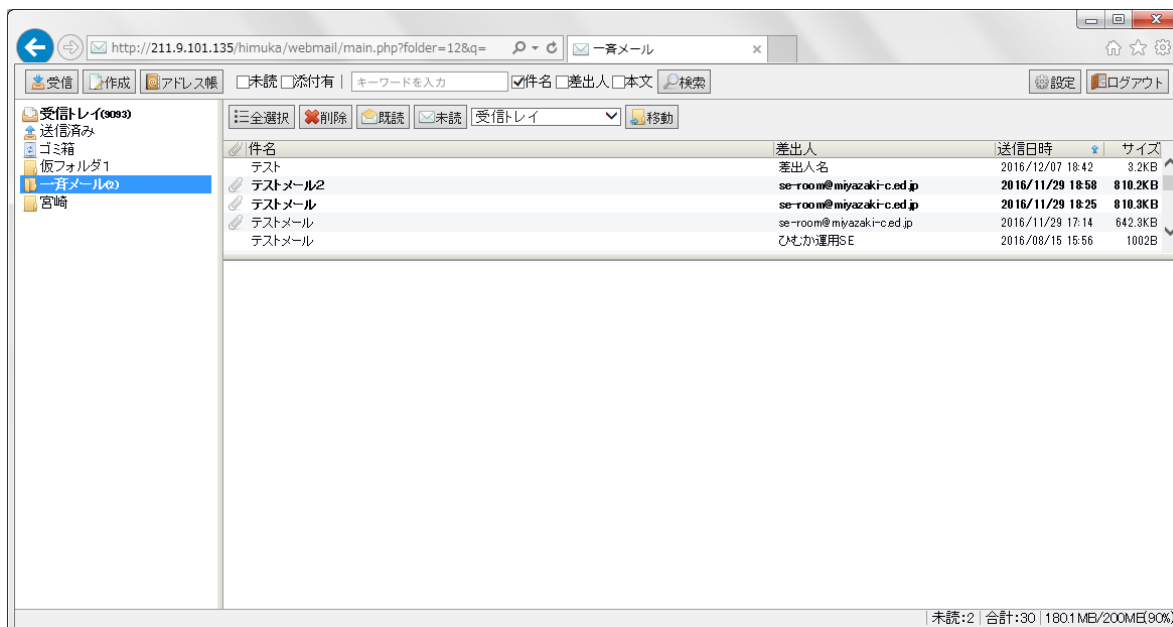 http://211.9.101.135/himuka/webmail/main.php?folder=12&q=
一斉メール
受信 作成 アドレス帳 未読 添付有 | キーワードを入力 件名 差出人 本文 検索 設定 ログアウト
受信トレイ(9093)
送信済み
ゴミ箱
仮フォルダ1
一斉メール(2)
宮崎
全選択 削除 既読 未読 受信トレイ 移動
件名 差出人 送信日時 サイズ
テスト 差出人名 2016/12/07 18:42 3.2KB
テストメール2 se-room@miyazaki-c.ed.jp 2016/11/29 18:58 810.2KB
テストメール se-room@miyazaki-c.ed.jp 2016/11/29 18:25 810.3KB
テストメール se-room@miyazaki-c.ed.jp 2016/11/29 17:14 642.3KB
テストメール ひむか運用SE 2016/08/15 15:56 1002B
未読:2 | 合計:30 | 180.1MB/200MB(90%)